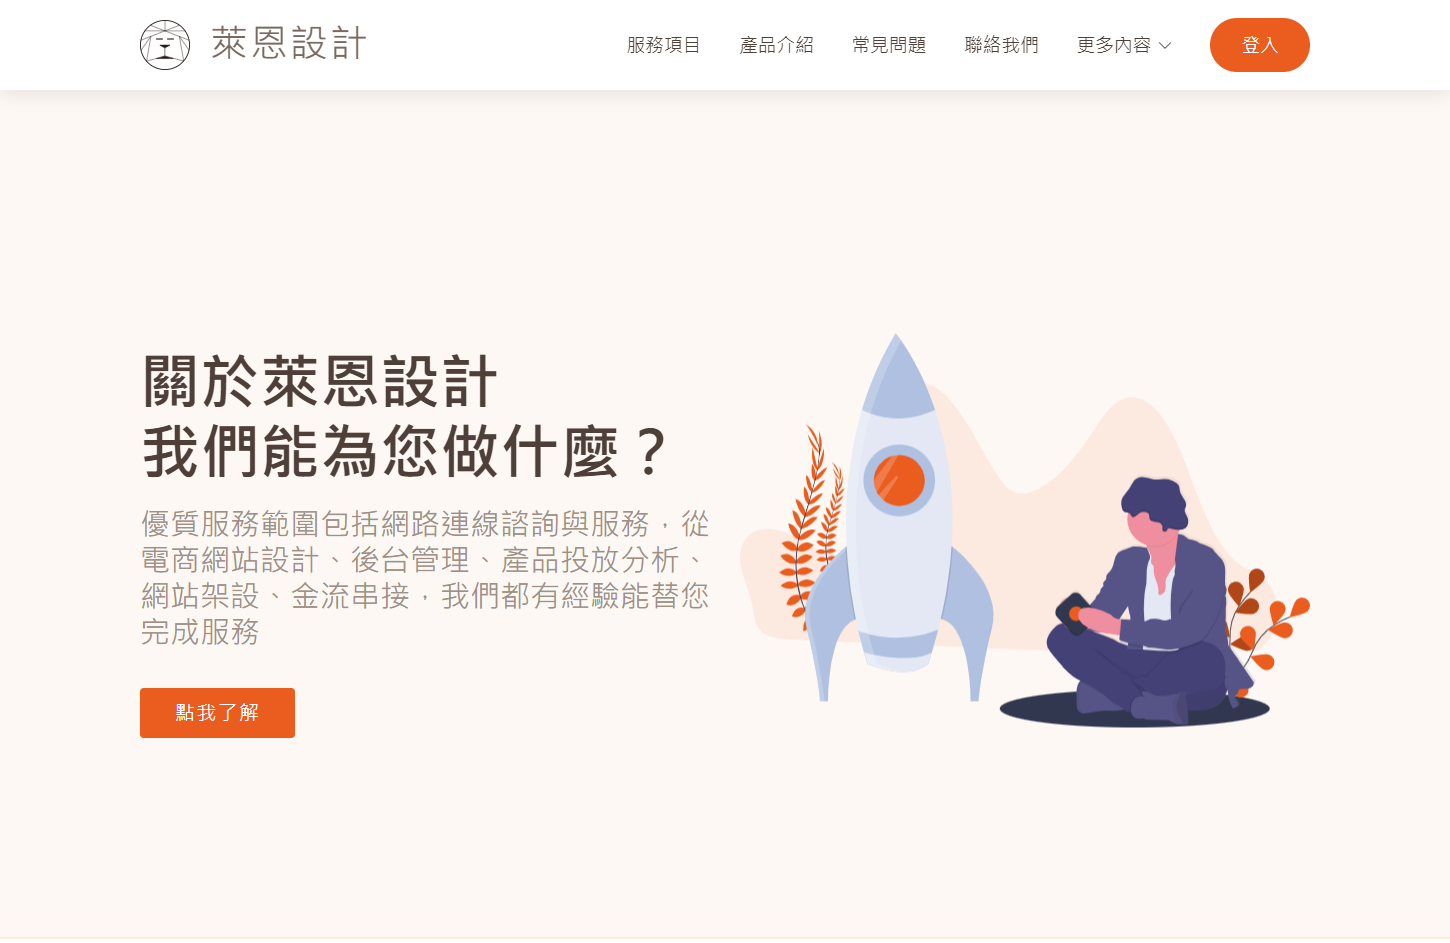 萊恩設計
服務項目
產品介紹
常見問題
聯絡我們
更多內容
登入
關於萊恩設計
我們能為您做什麼？
優質服務範圍包括網路連線諮詢與服務，從
電商網站設計、後台管理、產品投放分析、
網站架設、金流串接，我們都有經驗能替您
完成服務
點我了解